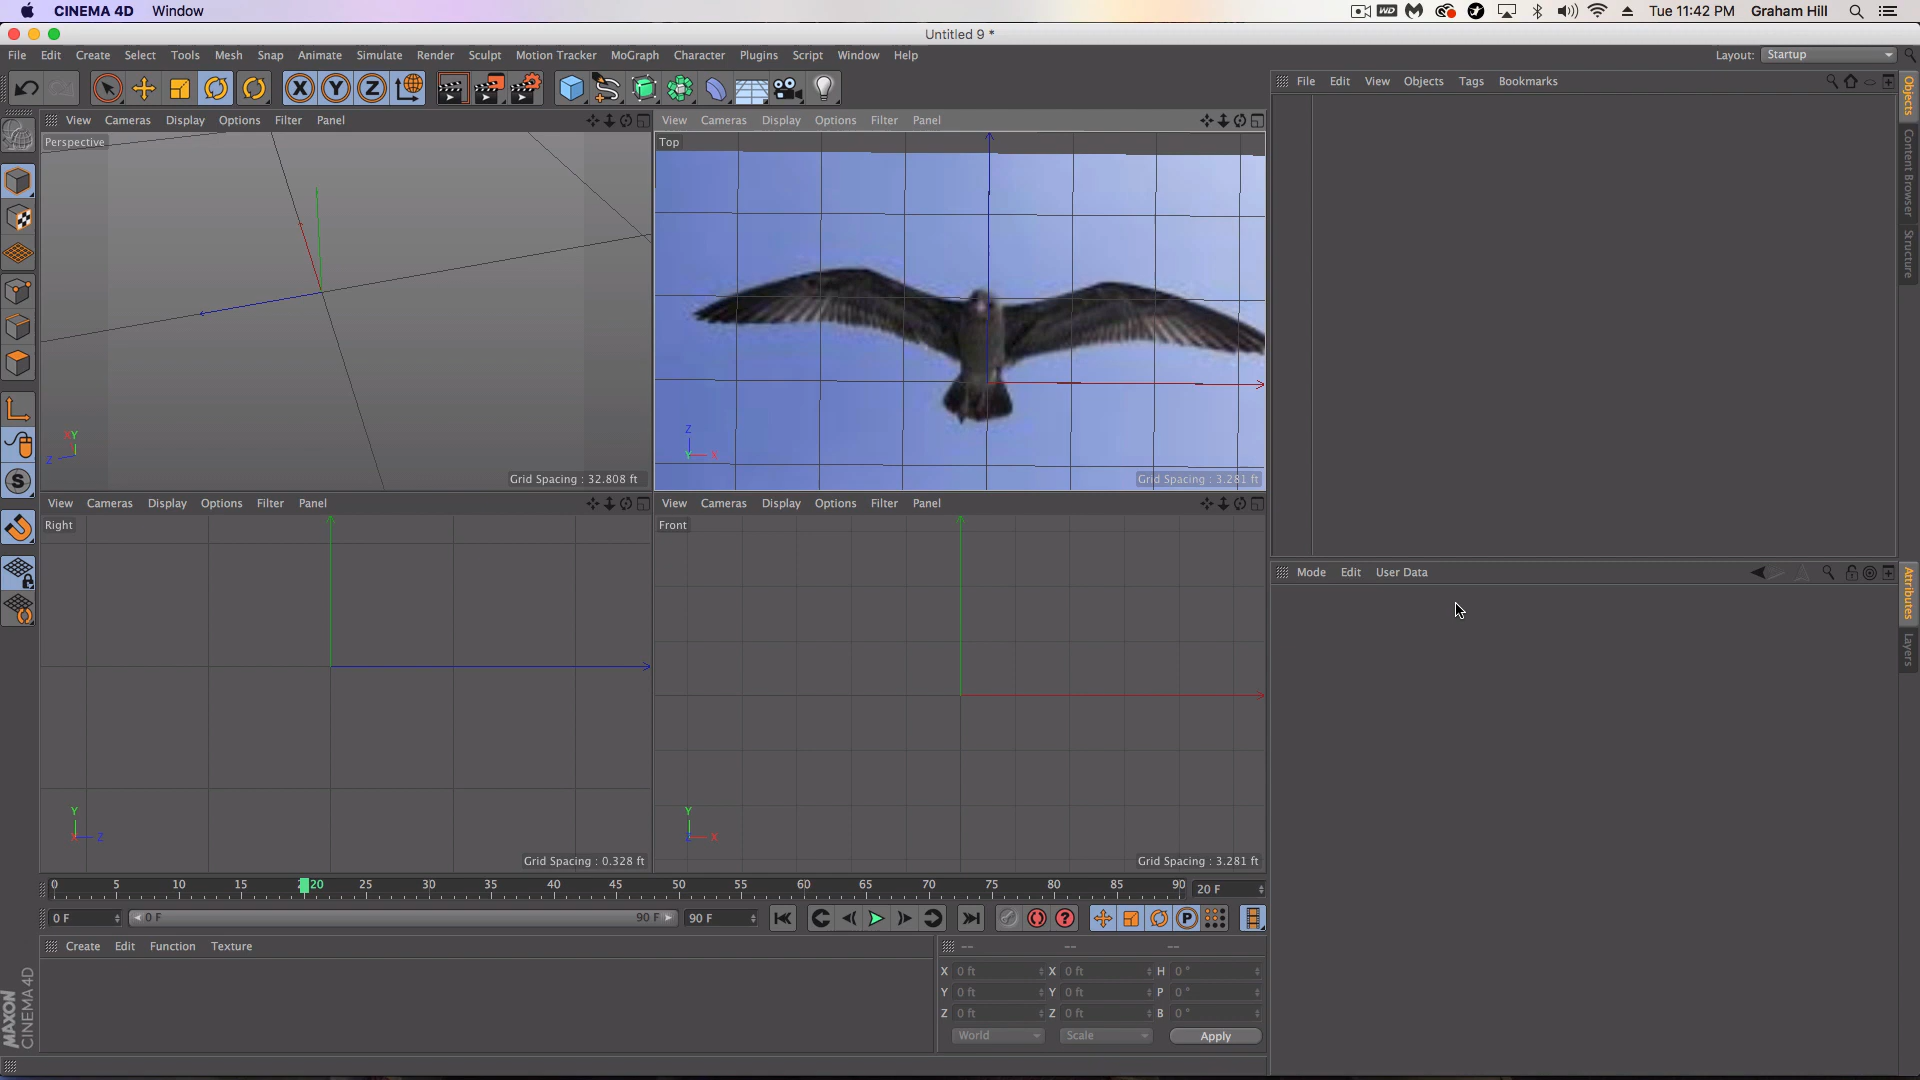 CINEMA 4D Window
WD Tue 11:42 PM Graham Hill
Untitled 9 *
File Edit Create Select Tools Mesh Snap Animate Simulate Render Sculpt Motion Tracker MoGraph Character Plugins Script Window Help
Layout: Startup
X Y Z
File Edit View Objects Tags Bookmarks
Objects
Content Browser
Structure
View Cameras Display Options Filter Panel
Perspective
Y
X
Z
Grid Spacing : 32.808 ft
View Cameras Display Options Filter Panel
Top
Z
Y X
Grid Spacing : 3.281 ft
View Cameras Display Options Filter Panel
Right
Y
X Z
Grid Spacing : 0.328 ft
View Cameras Display Options Filter Panel
Front
Y
Z X
Grid Spacing : 3.281 ft
S
Mode Edit User Data
Attributes
Layers
0 5 10 15 20 25 30 35 40 45 50 55 60 65 70 75 80 85 90 20 F
0 F 0 F 90 F 90 F ? P
Create Edit Function Texture
-- -- --
X 0 ft X 0 ft H 0 °
Y 0 ft Y 0 ft P 0 °
Z 0 ft Z 0 ft B 0 °
World Scale Apply
MAXON
CINEMA 4D